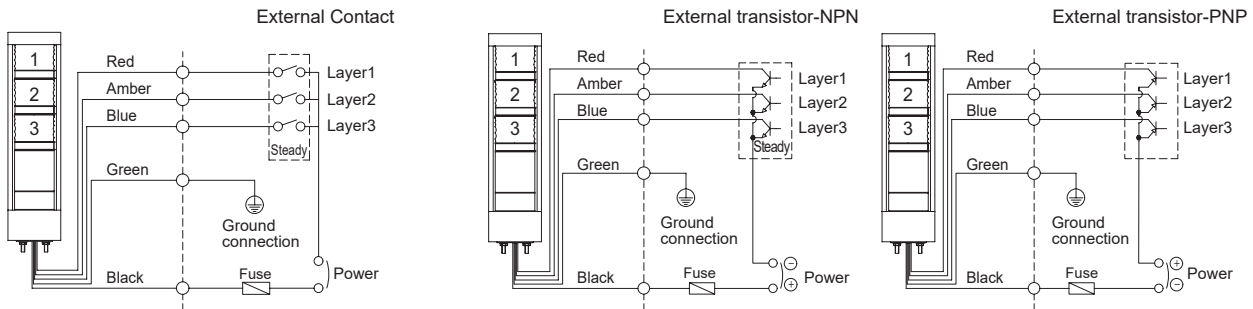 External Contact
1
2
3
Red
Amber
Blue
Green
Black
Layer1
Layer2
Layer3
Steady
Ground
connection
Fuse
Power
External transistor-NPN
1
2
3
Red
Amber
Blue
Green
Black
Layer1
Layer2
Layer3
Steady
Ground
connection
Fuse
−
+
Power
External transistor-PNP
1
2
3
Red
Amber
Blue
Green
Black
Layer1
Layer2
Layer3
Ground
connection
Fuse
+
−
Power